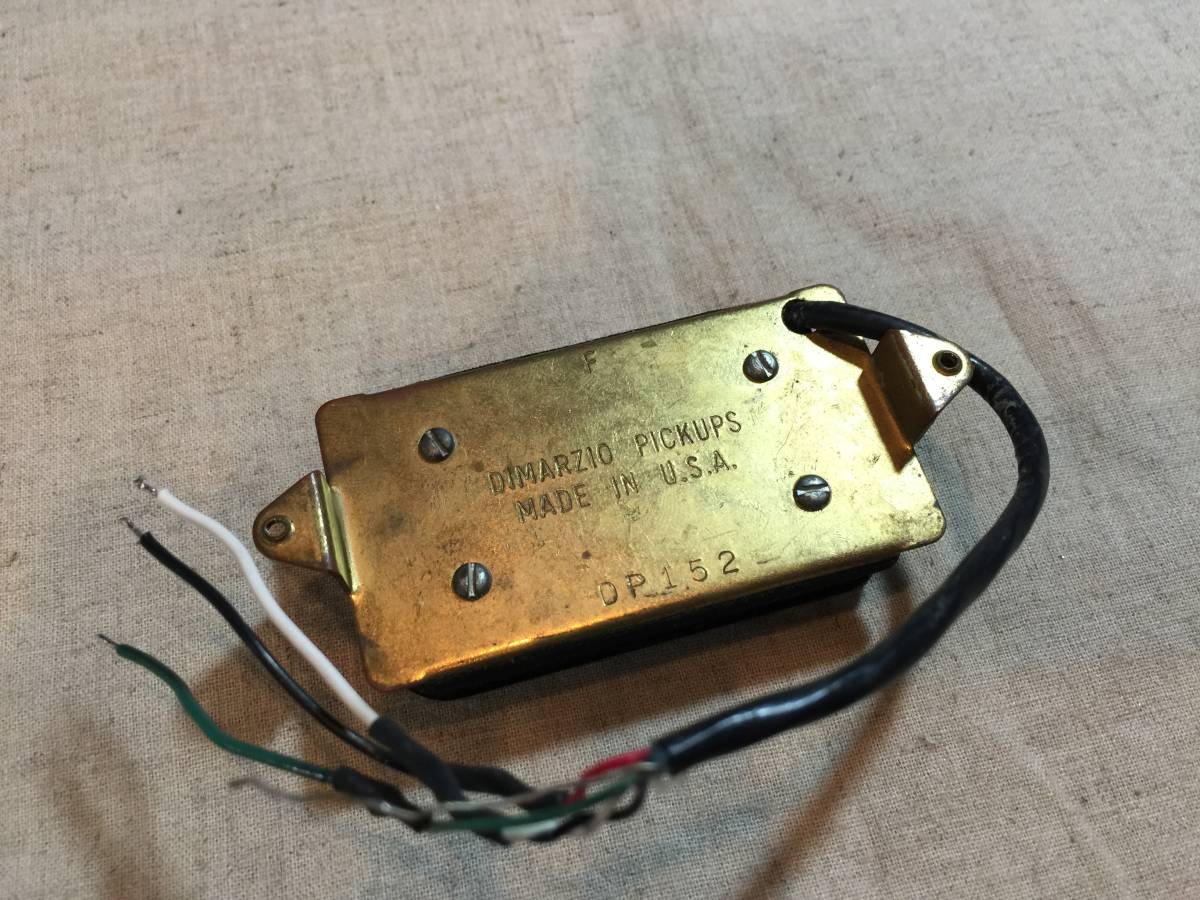 F
DIMARZIO PICKUPS
MADE IN U.S.A.
DP152